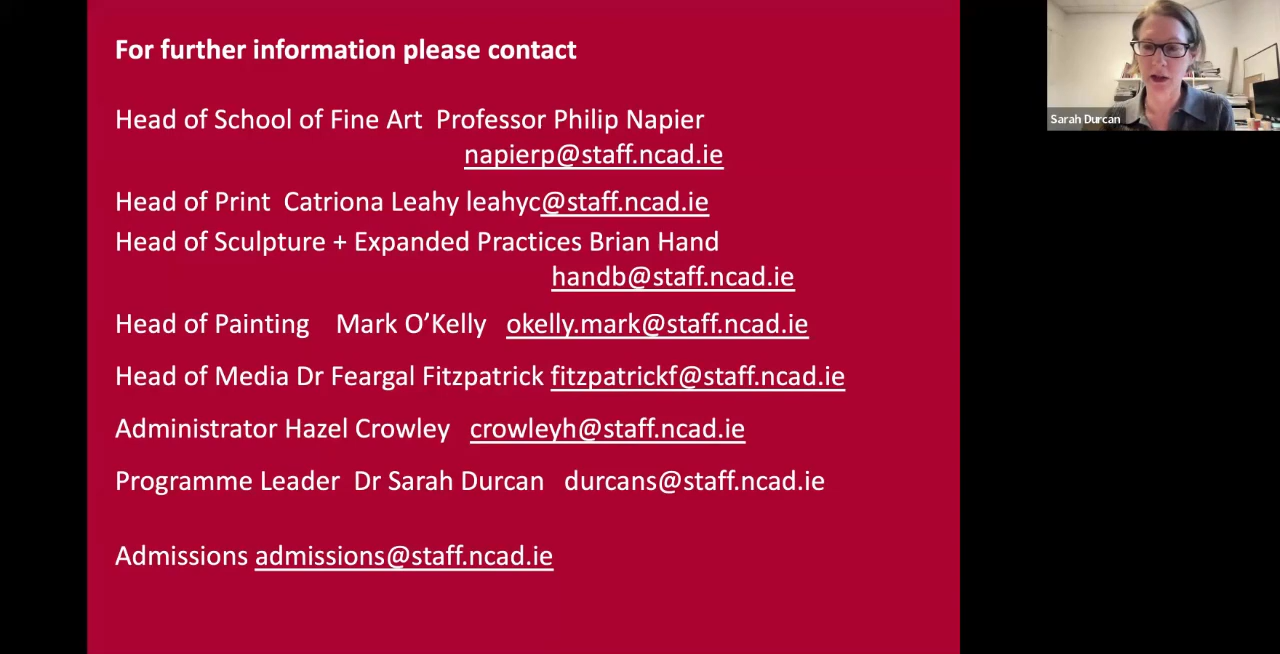 For further information please contact
Head of School of Fine Art  Professor Philip Napier
napierp@staff.ncad.ie
Head of Print  Catriona Leahy leahyc@staff.ncad.ie
Head of Sculpture + Expanded Practices Brian Hand
handb@staff.ncad.ie
Head of Painting    Mark O’Kelly   okelly.mark@staff.ncad.ie
Head of Media Dr Feargal Fitzpatrick fitzpatrickf@staff.ncad.ie
Administrator Hazel Crowley   crowleyh@staff.ncad.ie
Programme Leader  Dr Sarah Durcan   durcans@staff.ncad.ie
Admissions admissions@staff.ncad.ie
Sarah Durcan